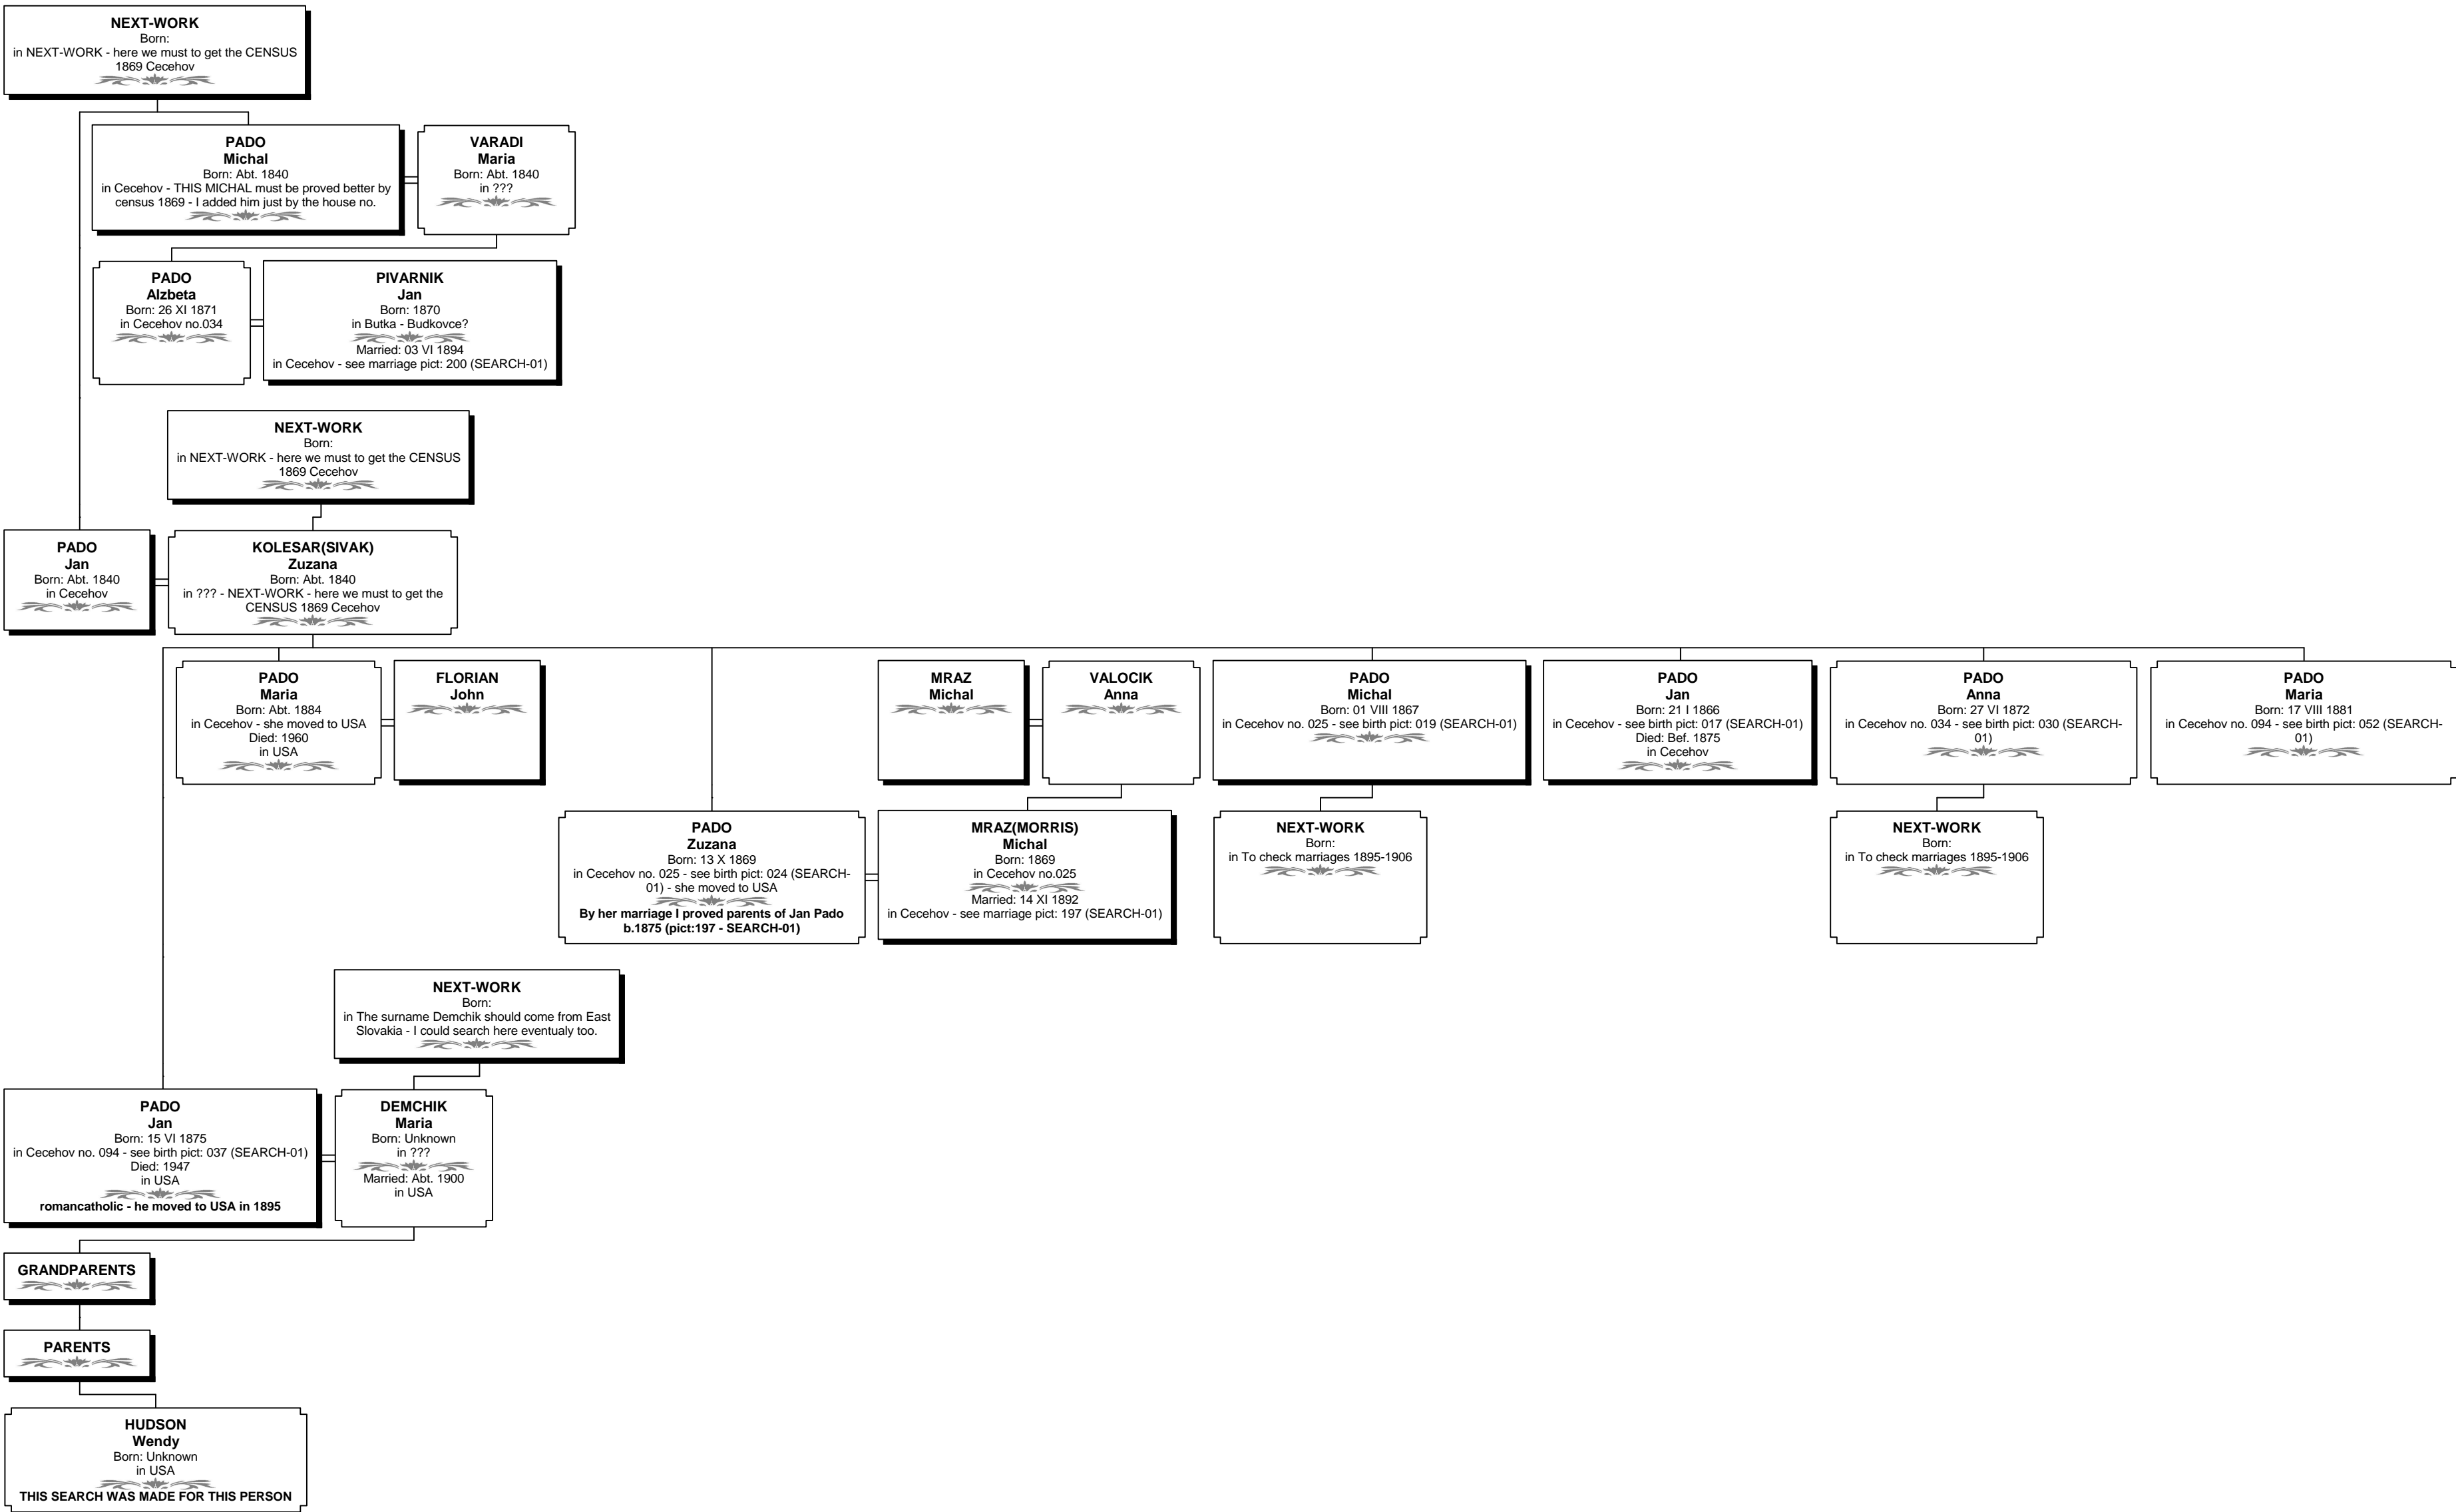 NEXT-WORK
Born:
in NEXT-WORK - here we must to get the CENSUS
1869 Cecehov
PADO
Michal
Born: Abt. 1840
in Cecehov - THIS MICHAL must be proved better by
census 1869 - I added him just by the house no.
VARADI
Maria
Born: Abt. 1840
in ???
PADO
Alzbeta
Born: 26 XI 1871
in Cecehov no.034
PIVARNIK
Jan
Born: 1870
in Butka - Budkovce?
Married: 03 VI 1894
in Cecehov - see marriage pict: 200 (SEARCH-01)
NEXT-WORK
Born:
in NEXT-WORK - here we must to get the CENSUS
1869 Cecehov
PADO
Jan
Born: Abt. 1840
in Cecehov
KOLESAR(SIVAK)
Zuzana
Born: Abt. 1840
in ??? - NEXT-WORK - here we must to get the
CENSUS 1869 Cecehov
PADO
Maria
Born: Abt. 1884
in Cecehov - she moved to USA
Died: 1960
in USA
FLORIAN
John
MRAZ
Michal
VALOCIK
Anna
PADO
Michal
Born: 01 VIII 1867
in Cecehov no. 025 - see birth pict: 019 (SEARCH-01)
PADO
Jan
Born: 21 I 1866
in Cecehov - see birth pict: 017 (SEARCH-01)
Died: Bef. 1875
in Cecehov
PADO
Anna
Born: 27 VI 1872
in Cecehov no. 034 - see birth pict: 030 (SEARCH-
01)
PADO
Maria
Born: 17 VIII 1881
in Cecehov no. 094 - see birth pict: 052 (SEARCH-
01)
PADO
Zuzana
Born: 13 X 1869
in Cecehov no. 025 - see birth pict: 024 (SEARCH-
01) - she moved to USA
By her marriage I proved parents of Jan Pado
b.1875 (pict:197 - SEARCH-01)
MRAZ(MORRIS)
Michal
Born: 1869
in Cecehov no.025
Married: 14 XI 1892
in Cecehov - see marriage pict: 197 (SEARCH-01)
NEXT-WORK
Born:
in To check marriages 1895-1906
NEXT-WORK
Born:
in To check marriages 1895-1906
NEXT-WORK
Born:
in The surname Demchik should come from East
Slovakia - I could search here eventualy too.
PADO
Jan
Born: 15 VI 1875
in Cecehov no. 094 - see birth pict: 037 (SEARCH-01)
Died: 1947
in USA
romancatholic - he moved to USA in 1895
DEMCHIK
Maria
Born: Unknown
in ???
Married: Abt. 1900
in USA
GRANDPARENTS
PARENTS
HUDSON
Wendy
Born: Unknown
in USA
THIS SEARCH WAS MADE FOR THIS PERSON